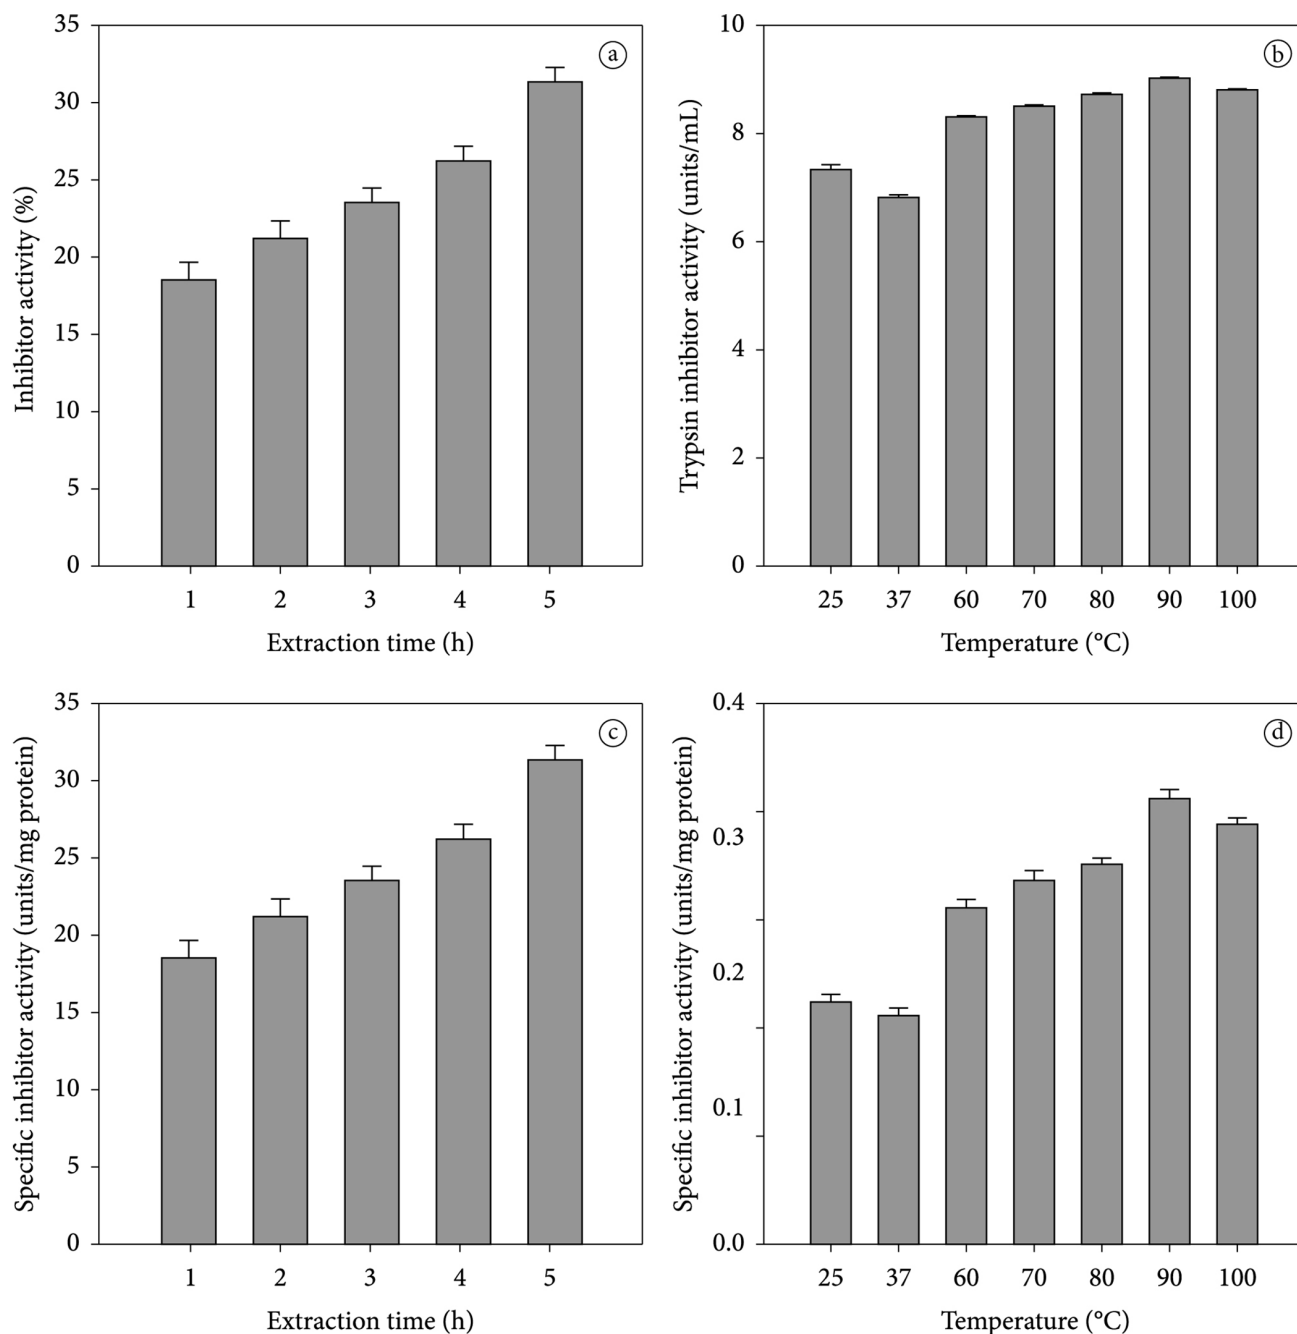 35
30
25
20
15
10
5
0
Inhibitor activity (%)
a
1 2 3 4 5
Extraction time (h)
10
8
6
4
2
0
Trypsin inhibitor activity (units/mL)
b
25 37 60 70 80 90 100
Temperature (°C)
35
30
25
20
15
10
5
0
Specific inhibitor activity (units/mg protein)
c
1 2 3 4 5
Extraction time (h)
0.4
0.3
0.2
0.1
0.0
Specific inhibitor activity (units/mg protein)
d
25 37 60 70 80 90 100
Temperature (°C)